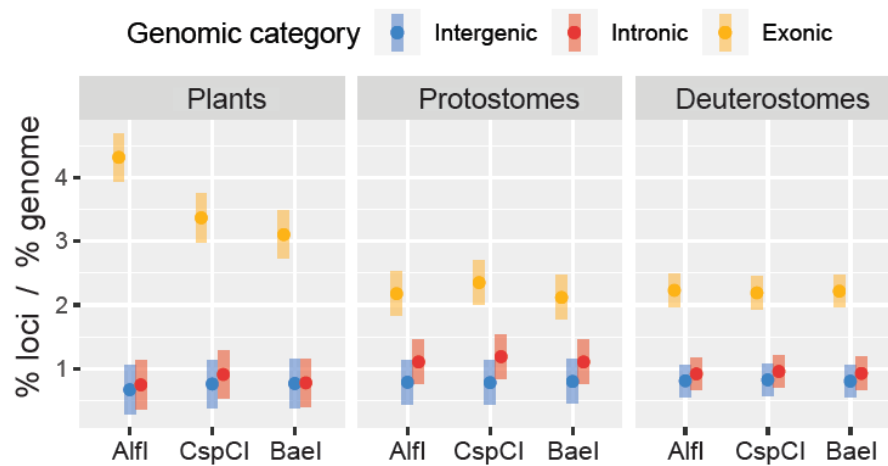 Genomic category Intergenic Intronic Exonic
Plants Protostomes Deuterostomes
% loci / % genome
4
3
2
1
AlfI CspCI BaeI AlfI CspCI BaeI AlfI CspCI BaeI